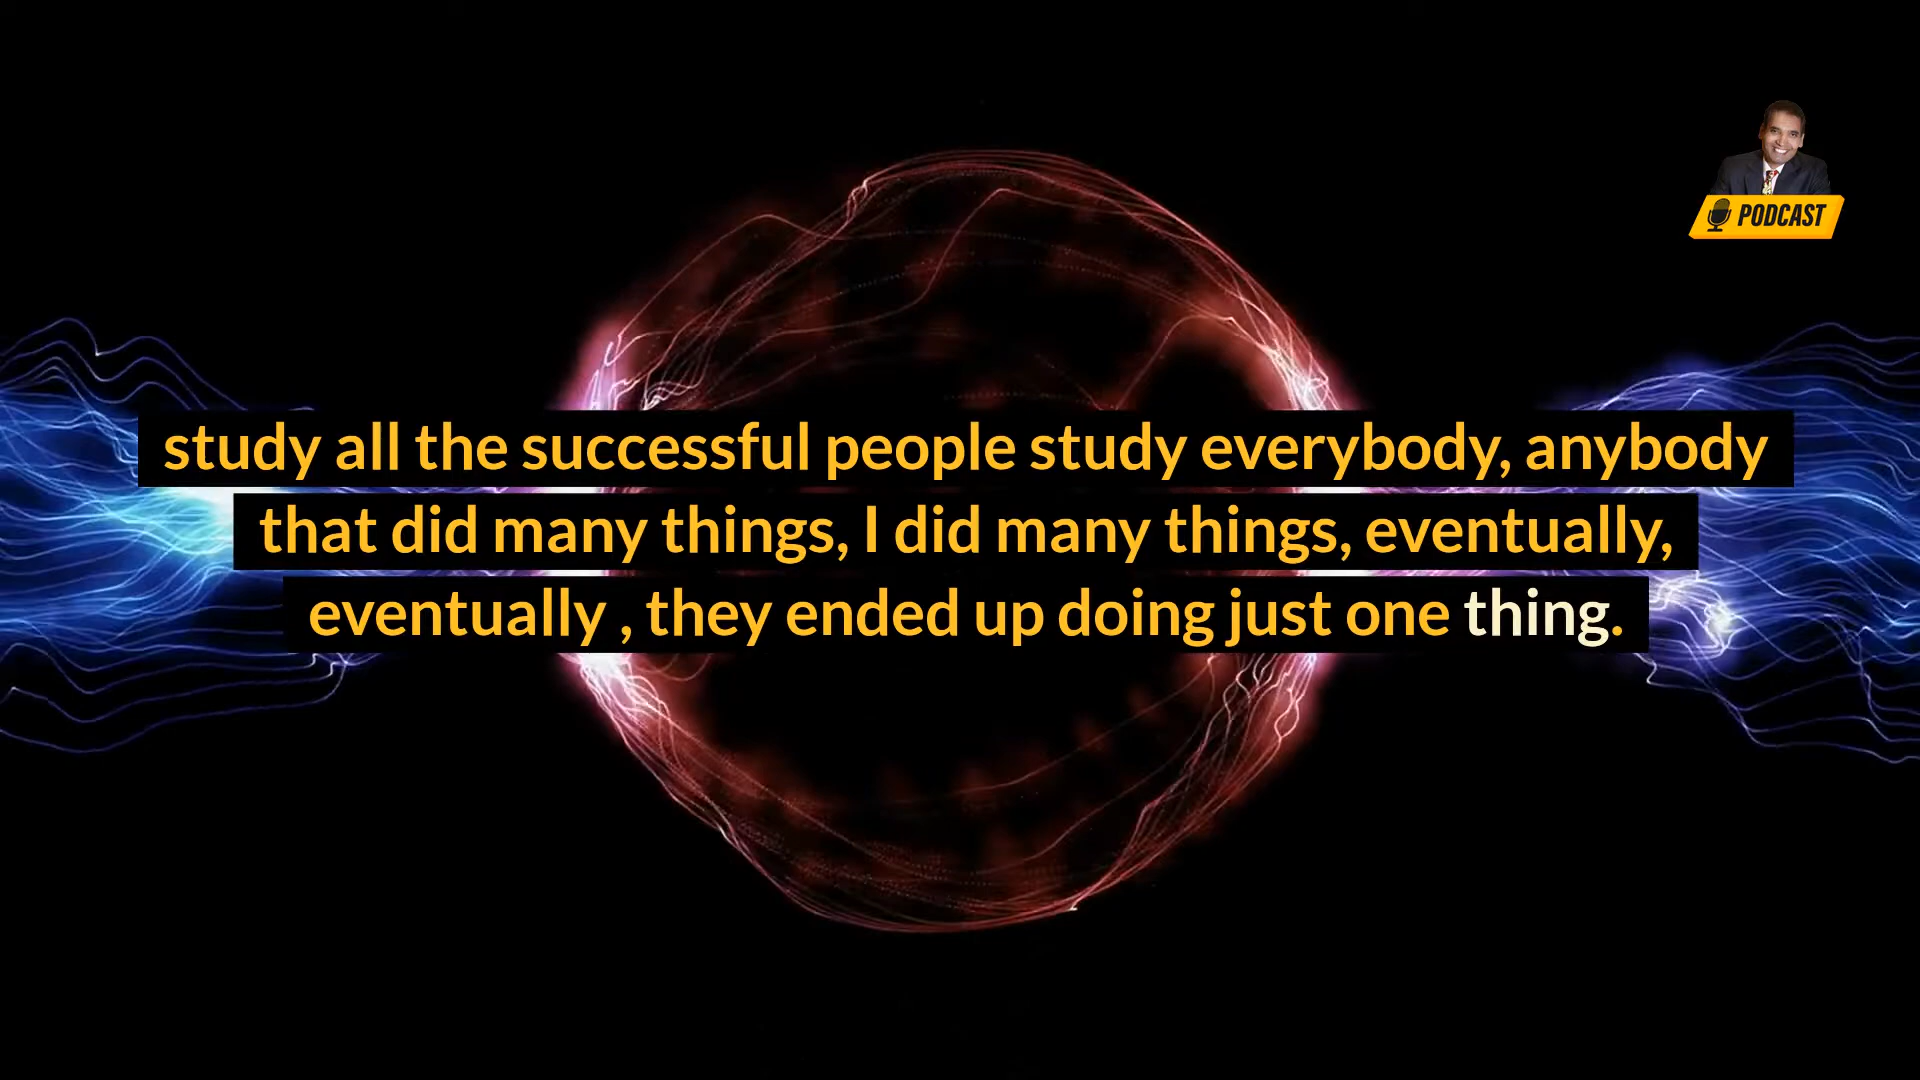 PODCAST
study all the successful people study everybody, anybody
that did many things, I did many things, eventually,
eventually , they ended up doing just one thing.